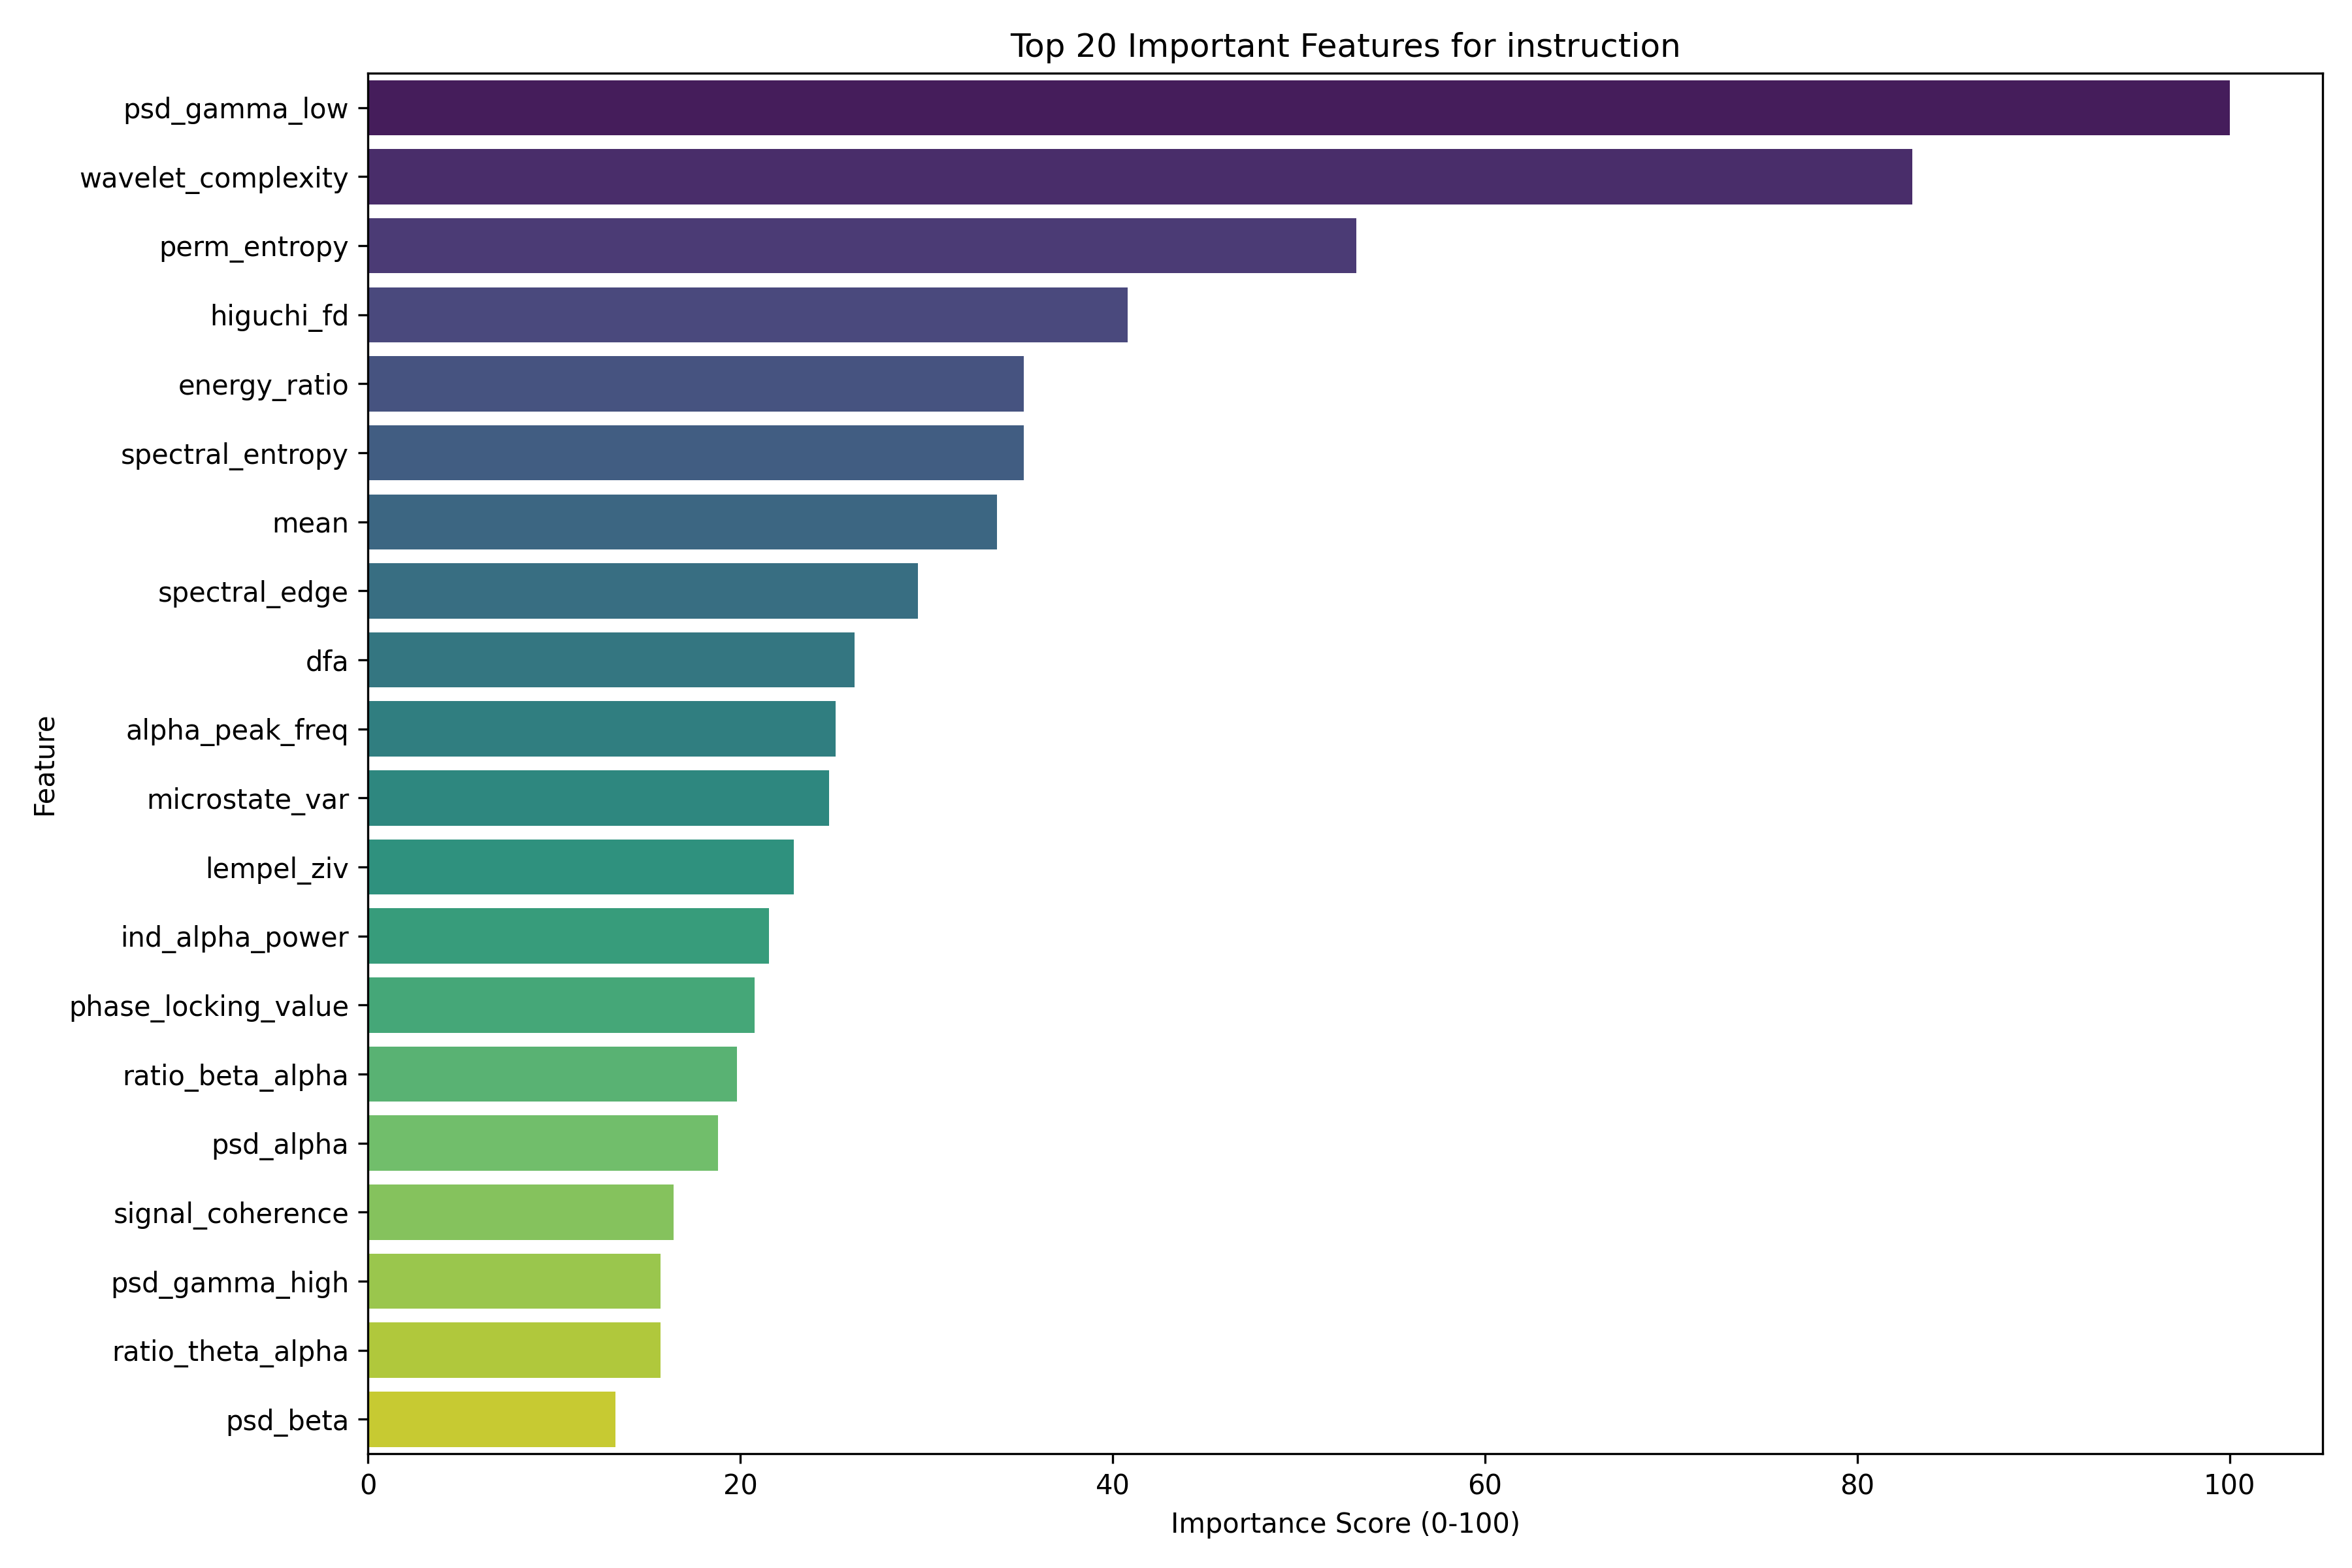 Top 20 Important Features for instruction
psd_gamma_low
wavelet_complexity
perm_entropy
higuchi_fd
energy_ratio
spectral_entropy
mean
spectral_edge
dfa
alpha_peak_freq
microstate_var
lempel_ziv
ind_alpha_power
phase_locking_value
ratio_beta_alpha
psd_alpha
signal_coherence
psd_gamma_high
ratio_theta_alpha
psd_beta
Feature
0 20 40 60 80 100
Importance Score (0-100)